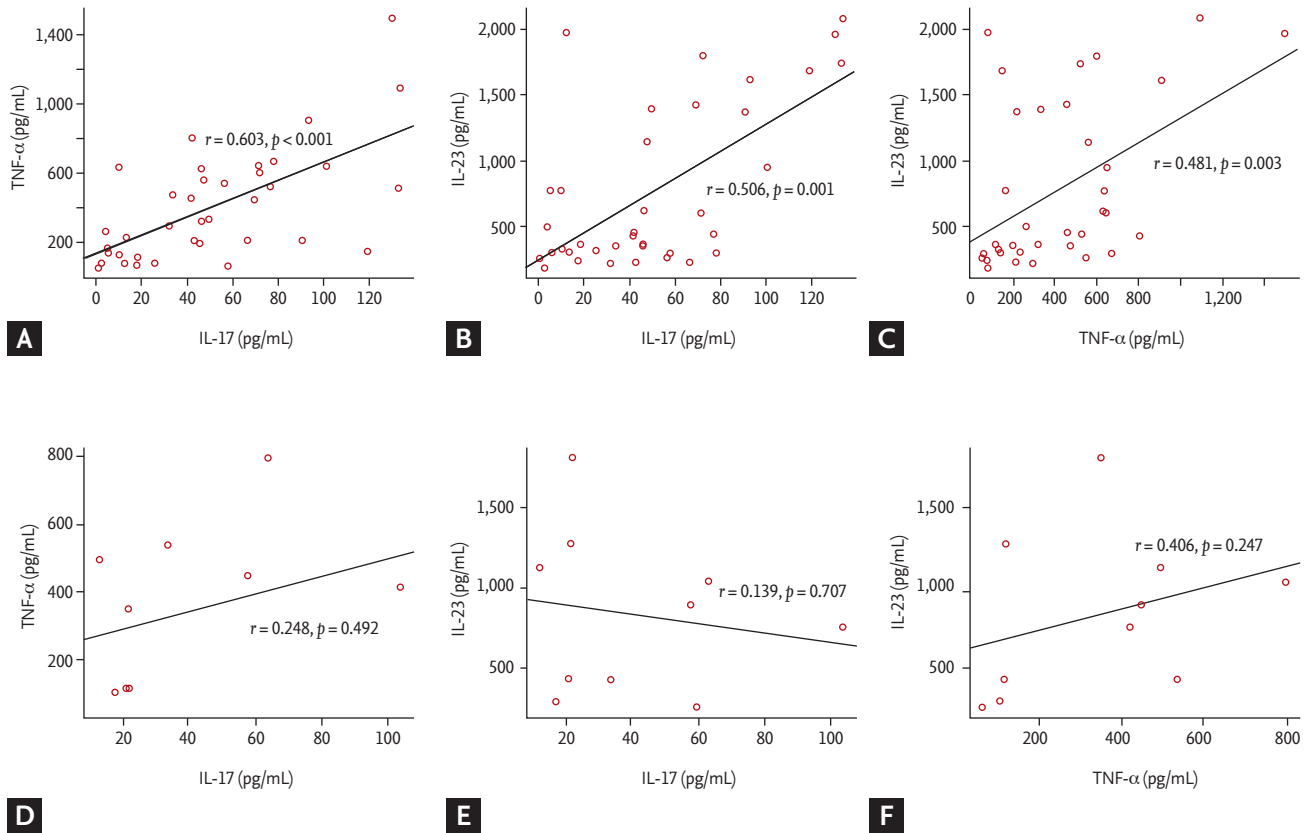 1,400
1,000
600
200
TNF-α (pg/mL)
r = 0.603, p < 0.001
0 20 40 60 80 100 120
IL-17 (pg/mL)
A
2,000
1,500
1,000
500
IL-23 (pg/mL)
r = 0.506, p = 0.001
0 20 40 60 80 100 120
IL-17 (pg/mL)
B
2,000
1,500
1,000
500
IL-23 (pg/mL)
r = 0.481, p = 0.003
0 200 400 600 800 1,200
TNF-α (pg/mL)
C
800
600
400
200
TNF-α (pg/mL)
r = 0.248, p = 0.492
20 40 60 80 100
IL-17 (pg/mL)
D
1,500
1,000
500
IL-23 (pg/mL)
r = 0.139, p = 0.707
20 40 60 80 100
IL-17 (pg/mL)
E
1,500
1,000
500
IL-23 (pg/mL)
r = 0.406, p = 0.247
200 400 600 800
TNF-α (pg/mL)
F